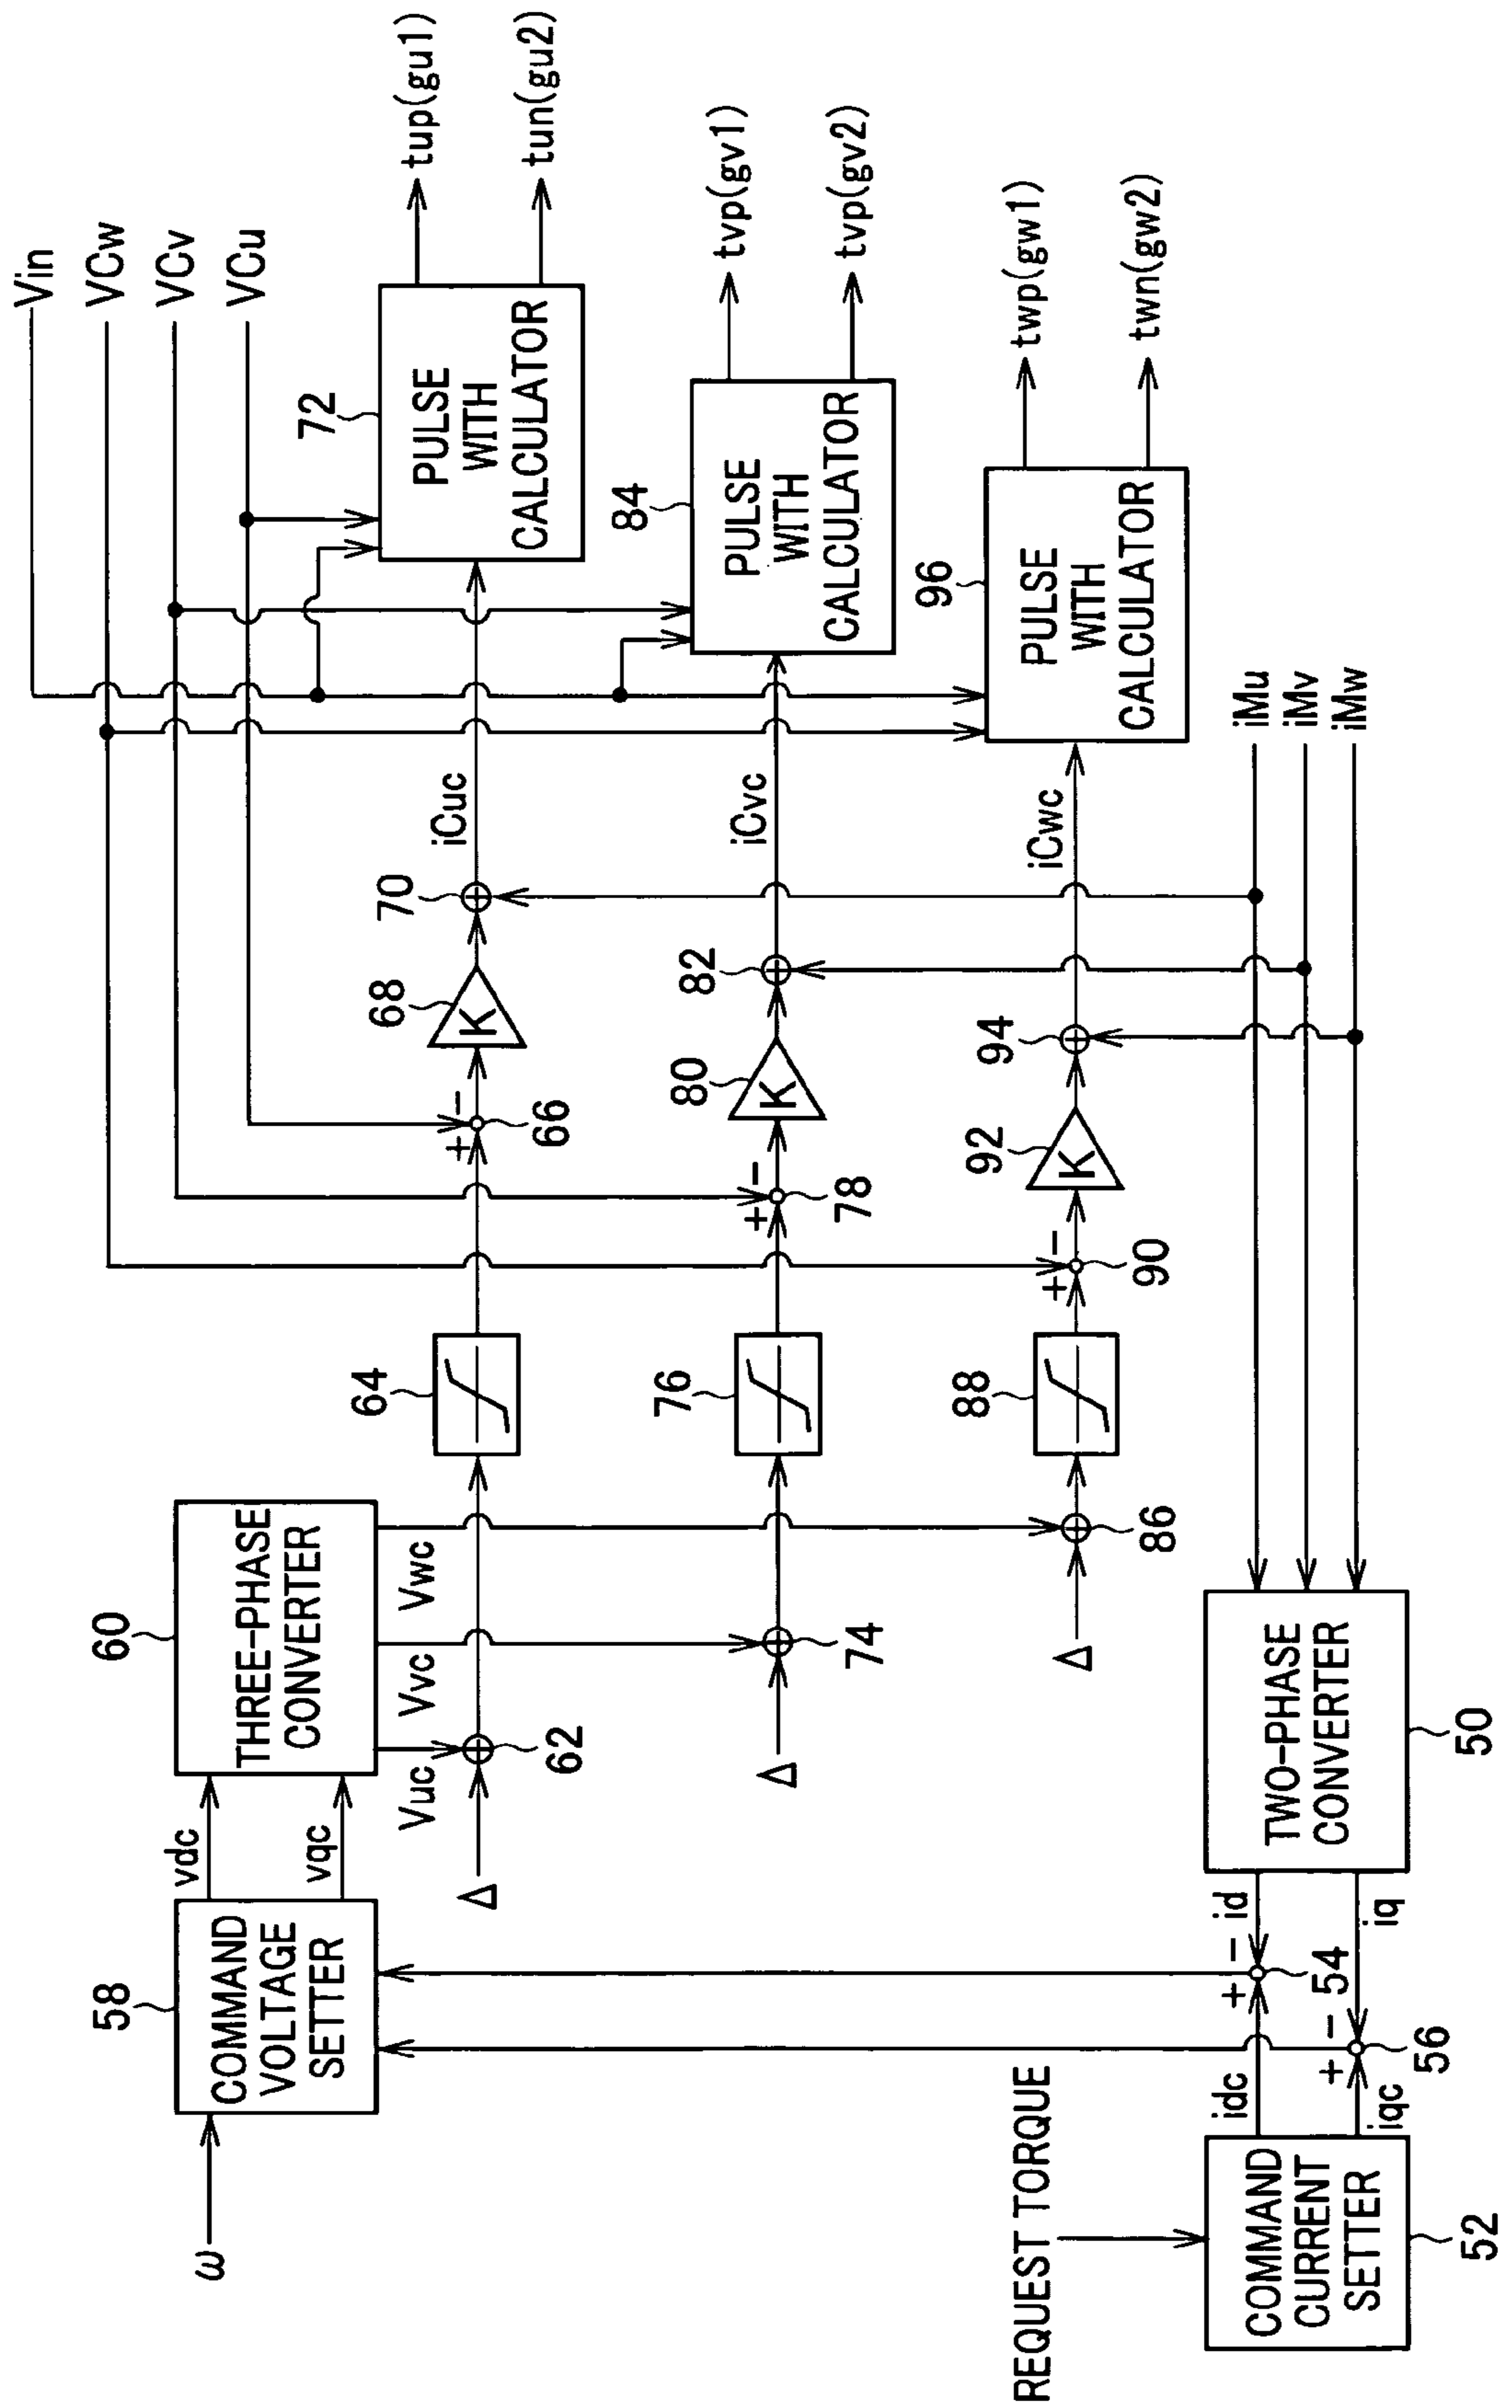 Vin
VCw
VCv
VCu
ω
58
COMMAND
VOLTAGE
SETTER
vdc
vqc
60
THREE-PHASE
CONVERTER
Vuc
Vvc
Vwc
Δ
62
64
66
68
K
70
iCuc
72
PULSE
WITH
CALCULATOR
tup(gu1)
tun(gu2)
Δ
74
76
78
80
K
82
iCvc
84
PULSE
WITH
CALCULATOR
tvp(gv1)
tvp(gv2)
Δ
86
88
90
92
K
94
iCwc
96
PULSE
WITH
CALCULATOR
twp(gw1)
twn(gw2)
+
−
+
−
+
−
REQUEST TORQUE
COMMAND
CURRENT
SETTER
52
idc
iqc
+
−
54
+
−
56
id
iq
TWO-PHASE
CONVERTER
50
iMu
iMv
iMw